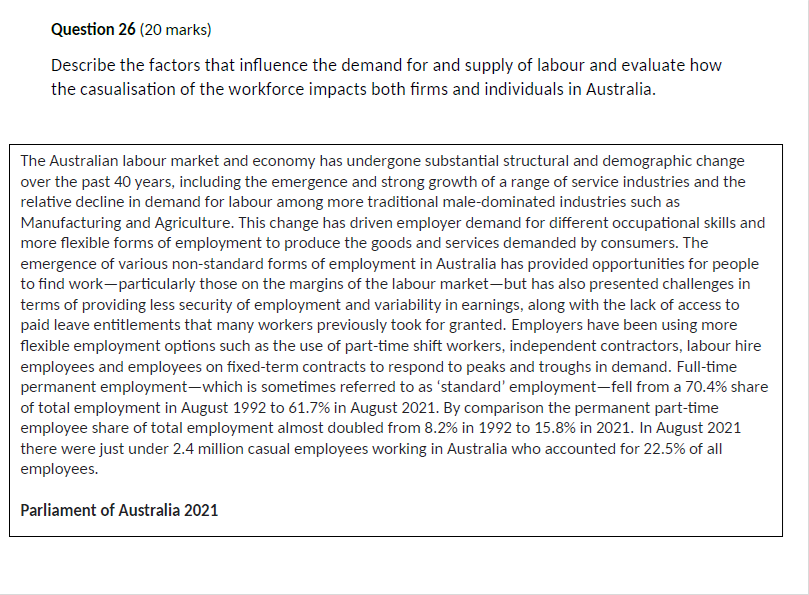 Question 26 (20 marks)
Describe the factors that influence the demand for and supply of labour and evaluate how
the casualisation of the workforce impacts both firms and individuals in Australia.
The Australian labour market and economy has undergone substantial structural and demographic change
over the past 40 years, including the emergence and strong growth of a range of service industries and the
relative decline in demand for labour among more traditional male-dominated industries such as
Manufacturing and Agriculture. This change has driven employer demand for different occupational skills and
more flexible forms of employment to produce the goods and services demanded by consumers. The
emergence of various non-standard forms of employment in Australia has provided opportunities for people
to find work—particularly those on the margins of the labour market—but has also presented challenges in
terms of providing less security of employment and variability in earnings, along with the lack of access to
paid leave entitlements that many workers previously took for granted. Employers have been using more
flexible employment options such as the use of part-time shift workers, independent contractors, labour hire
employees and employees on fixed-term contracts to respond to peaks and troughs in demand. Full-time
permanent employment—which is sometimes referred to as ‘standard’ employment—fell from a 70.4% share
of total employment in August 1992 to 61.7% in August 2021. By comparison the permanent part-time
employee share of total employment almost doubled from 8.2% in 1992 to 15.8% in 2021. In August 2021
there were just under 2.4 million casual employees working in Australia who accounted for 22.5% of all
employees.
Parliament of Australia 2021